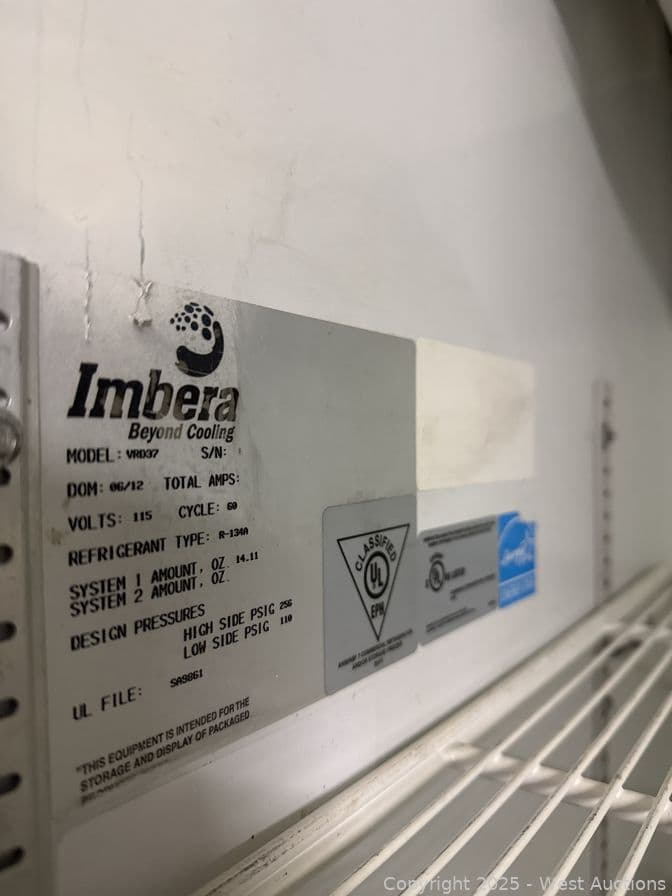 Imbera
Beyond Cooling
MODEL: VRD37 S/N:
DOM: 06/12 TOTAL AMPS:
VOLTS: 115 CYCLE: 60
REFRIGERANT TYPE: R-134A
SYSTEM 1 AMOUNT, OZ. 14.11
SYSTEM 2 AMOUNT, OZ.
DESIGN PRESSURES
HIGH SIDE PSIG 256
LOW SIDE PSIG 110
UL FILE: SA9861
"THIS EQUIPMENT IS INTENDED FOR THE
STORAGE AND DISPLAY OF PACKAGED
CLASSIFIED
UL
EPH
UL
Copyright 2025 - West Auctions